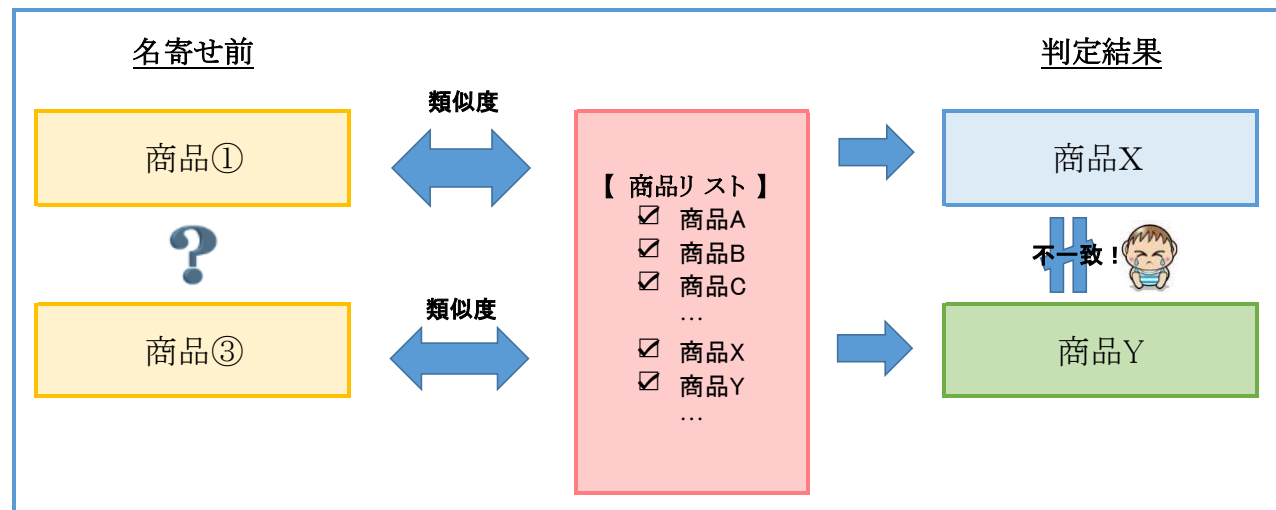 名寄せ前
判定結果
類似度
商品①
商品X
【 商品リスト 】
☑ 商品A
☑ 商品B
☑ 商品C
…
☑ 商品X
☑ 商品Y
…
?
不一致！
類似度
商品③
商品Y